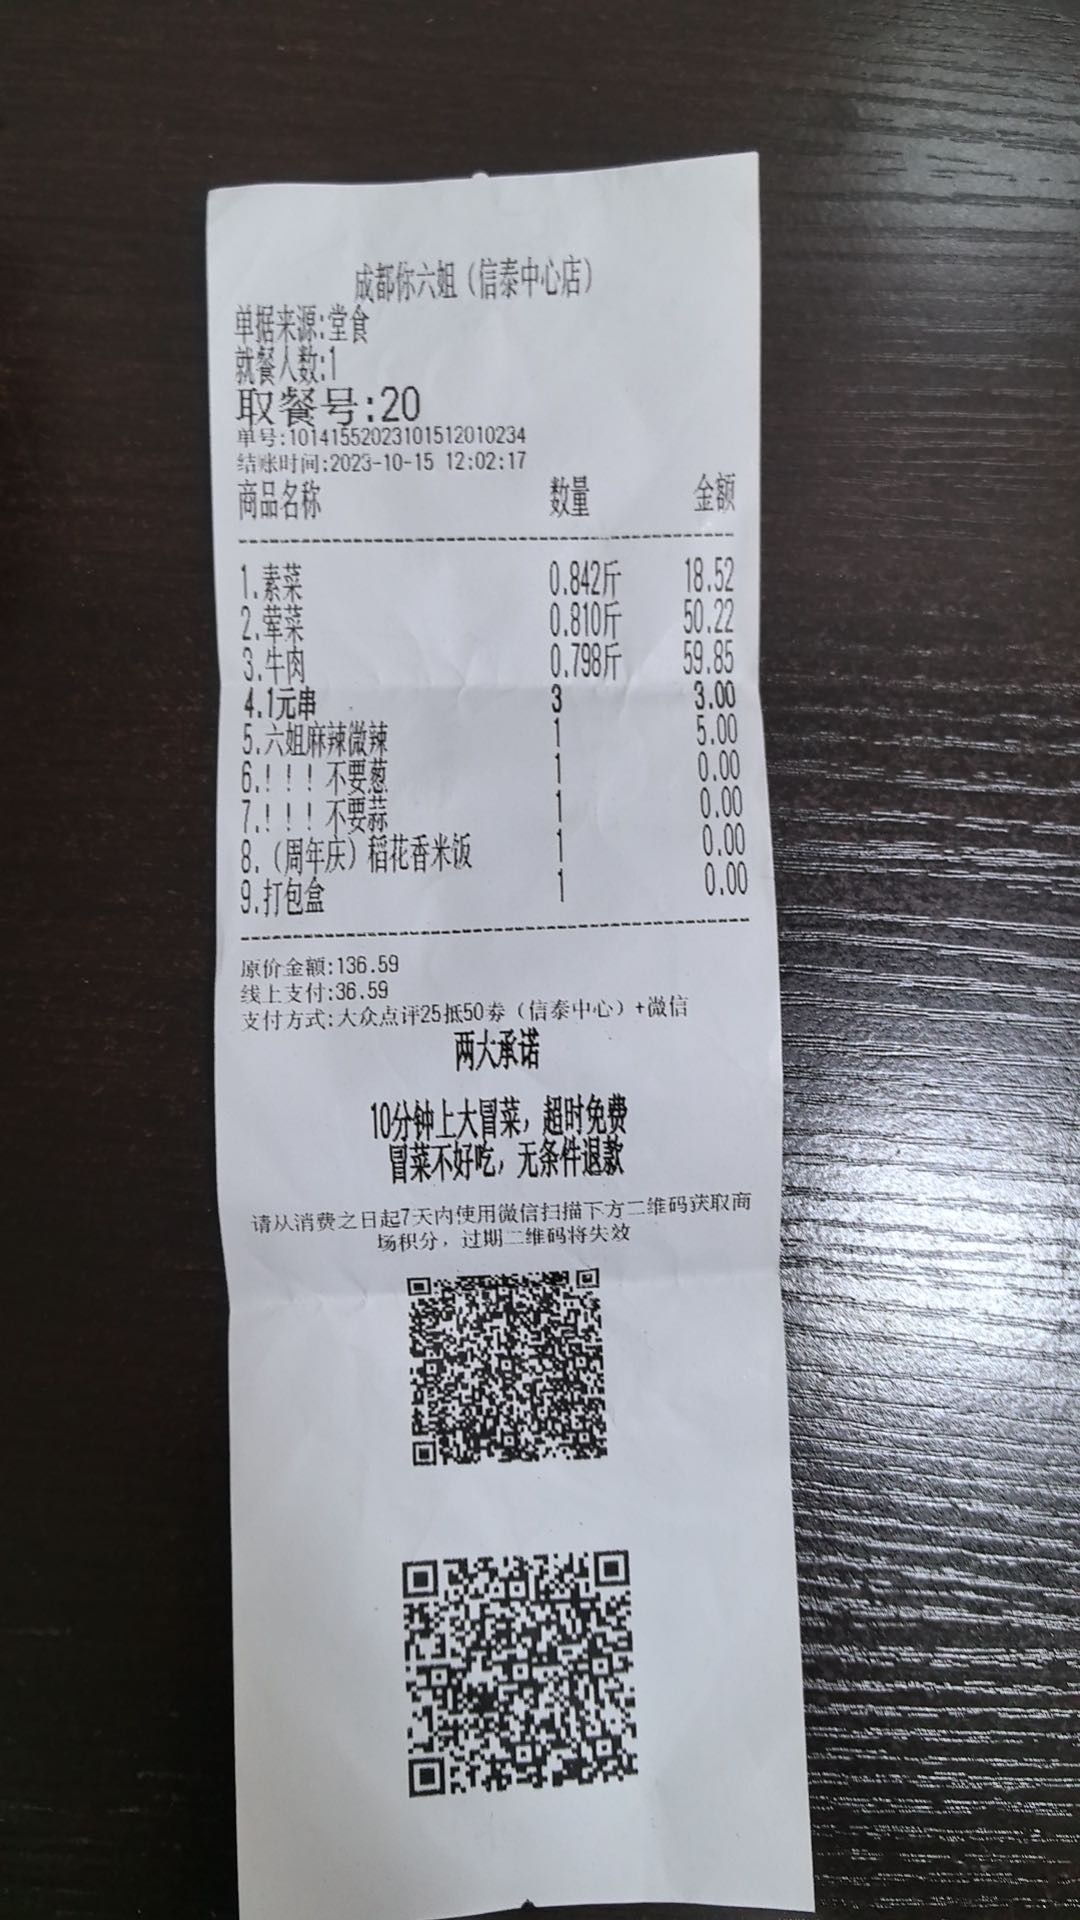 成都你六姐（信泰中心店）
单据来源:堂食
就餐人数:1
取餐号:20
单号:10141552023101512010234
结账时间:2023-10-15 12:02:17
商品名称 数量 金额
1.素菜 0.842斤 18.52
2.荤菜 0.810斤 50.22
3.牛肉 0.798斤 59.85
4.1元串 3 3.00
5.六姐麻辣微辣 1 5.00
6.！！！不要葱 1 0.00
7.！！！不要蒜 1 0.00
8.（周年庆）稻花香米饭 1 0.00
9.打包盒 1 0.00
原价金额:136.59
线上支付:36.59
支付方式:大众点评25抵50券（信泰中心）+微信
两大承诺
10分钟上大冒菜，超时免费
冒菜不好吃，无条件退款
请从消费之日起7天内使用微信扫描下方二维码获取商
场积分，过期二维码将失效